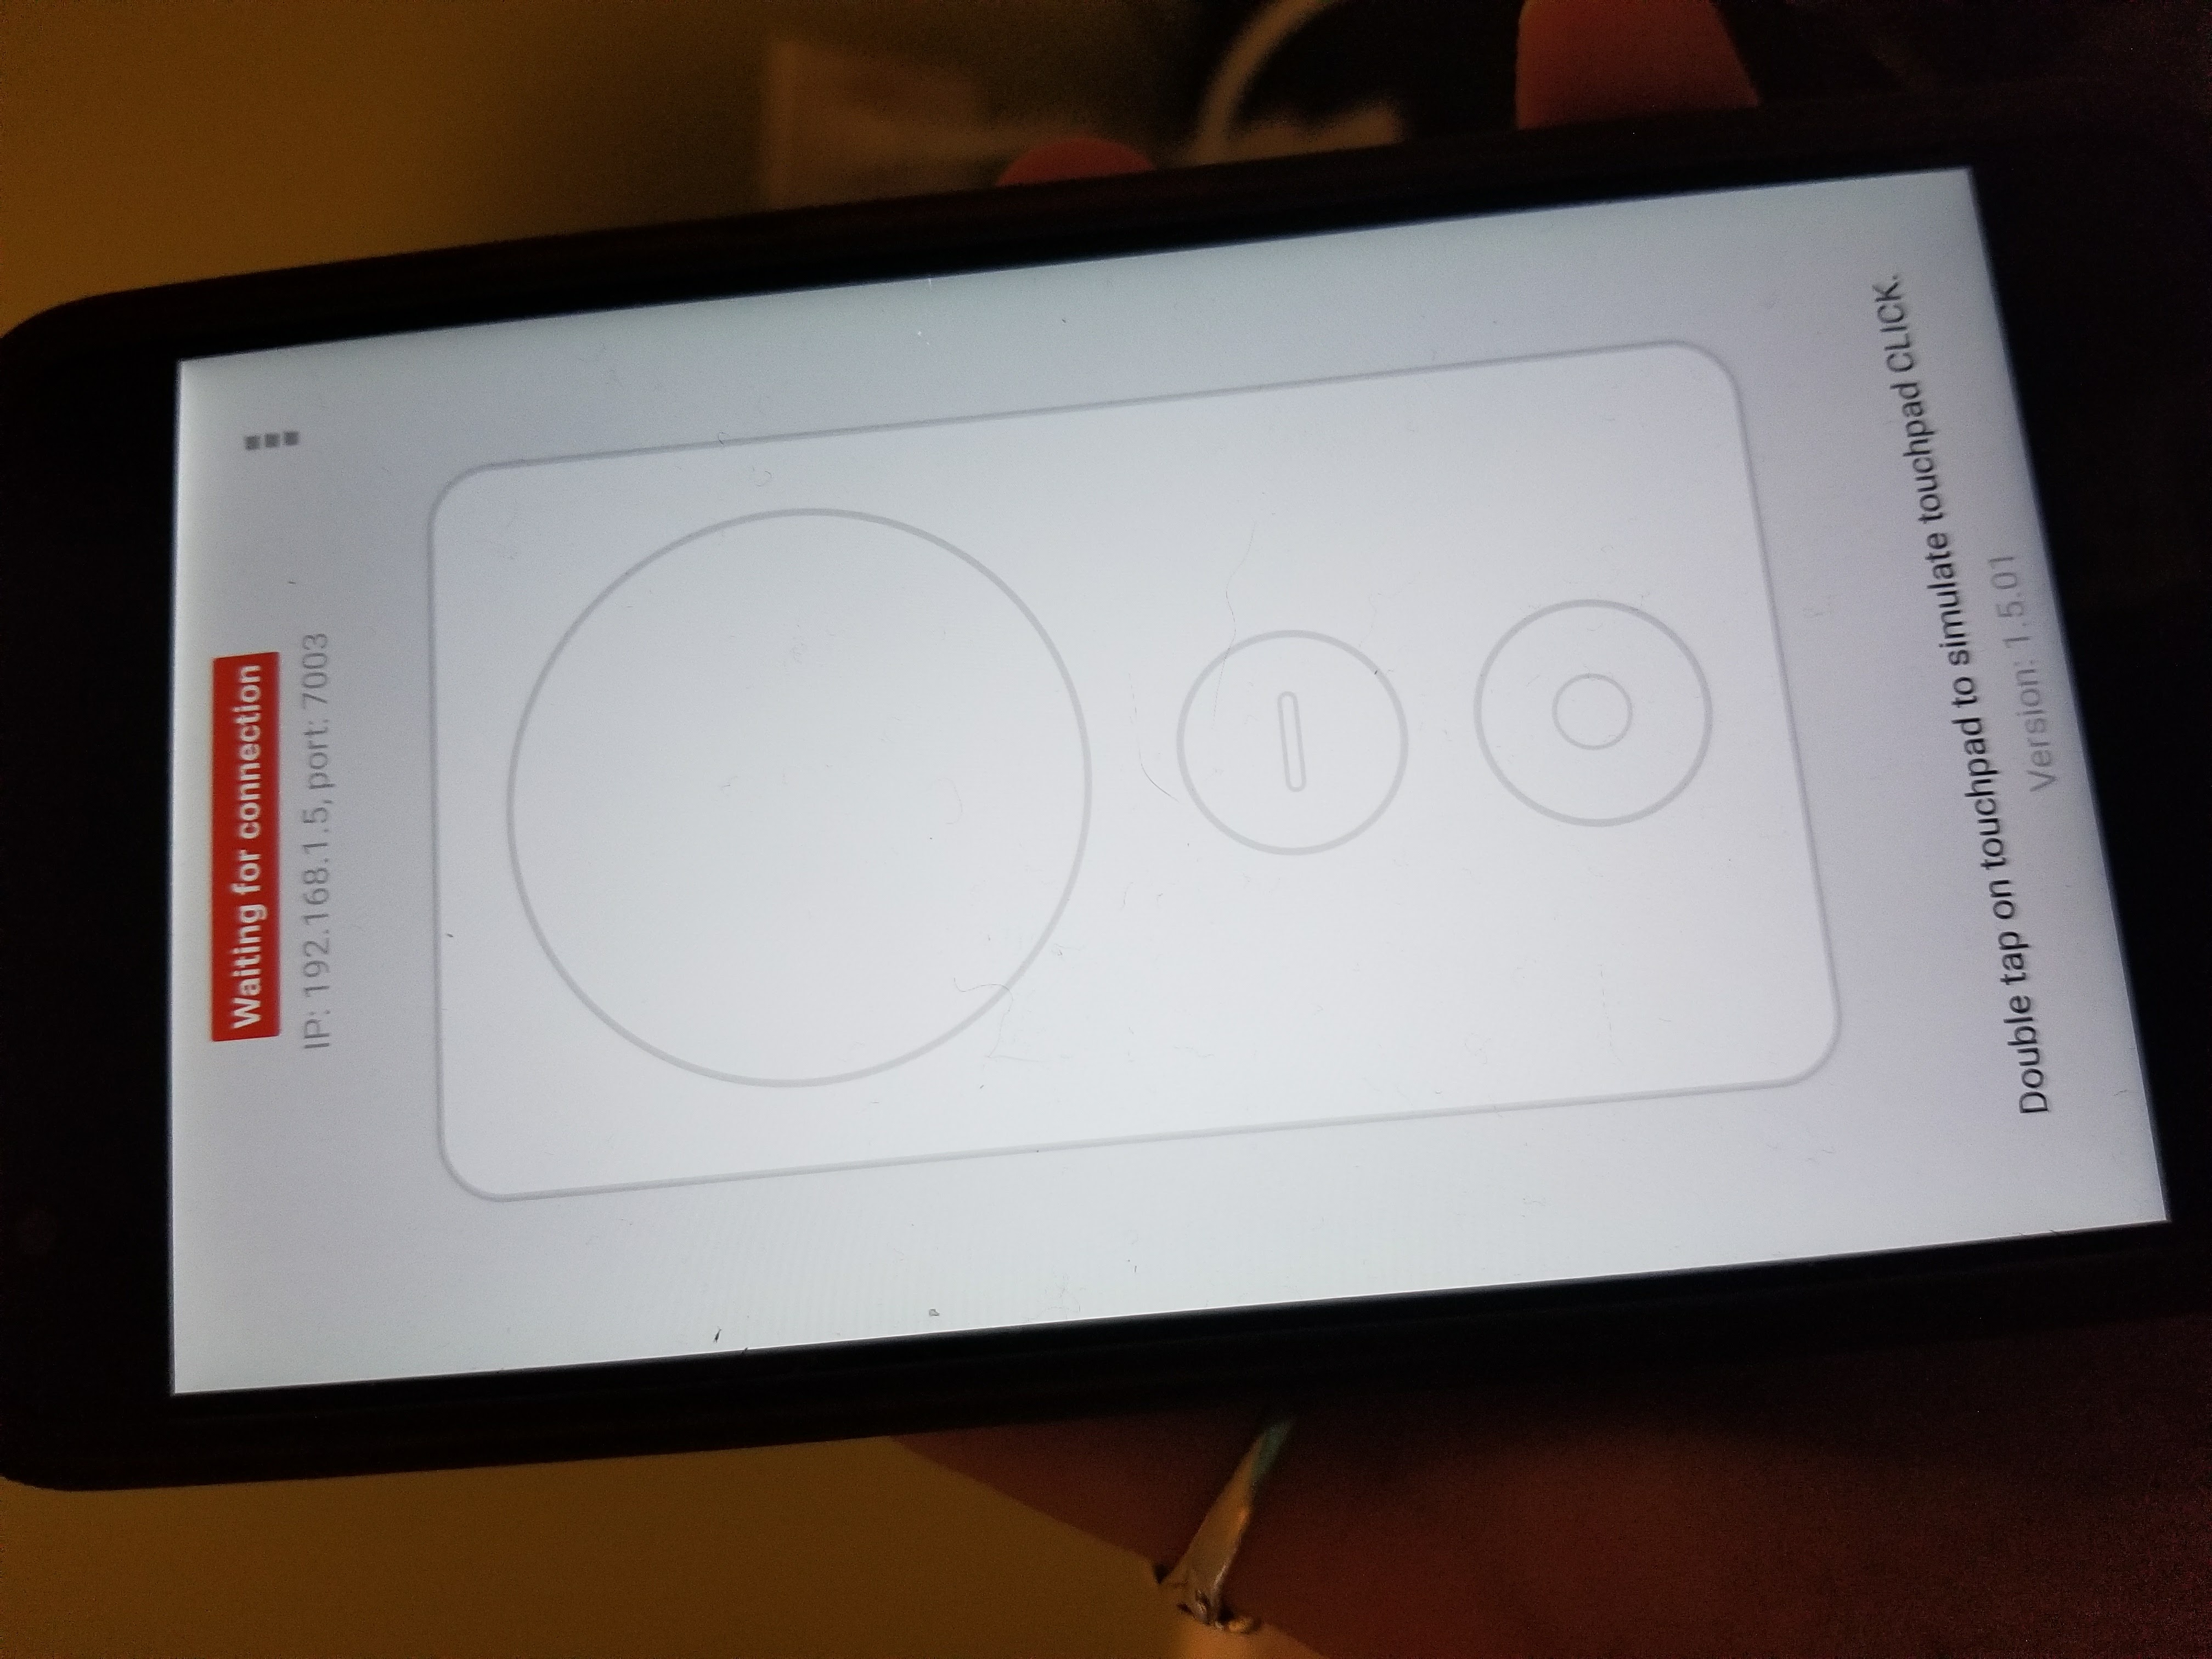 Waiting for connection
IP: 192.168.1.5, port: 7003
Double tap on touchpad to simulate touchpad CLICK.
Version: 1.5.01